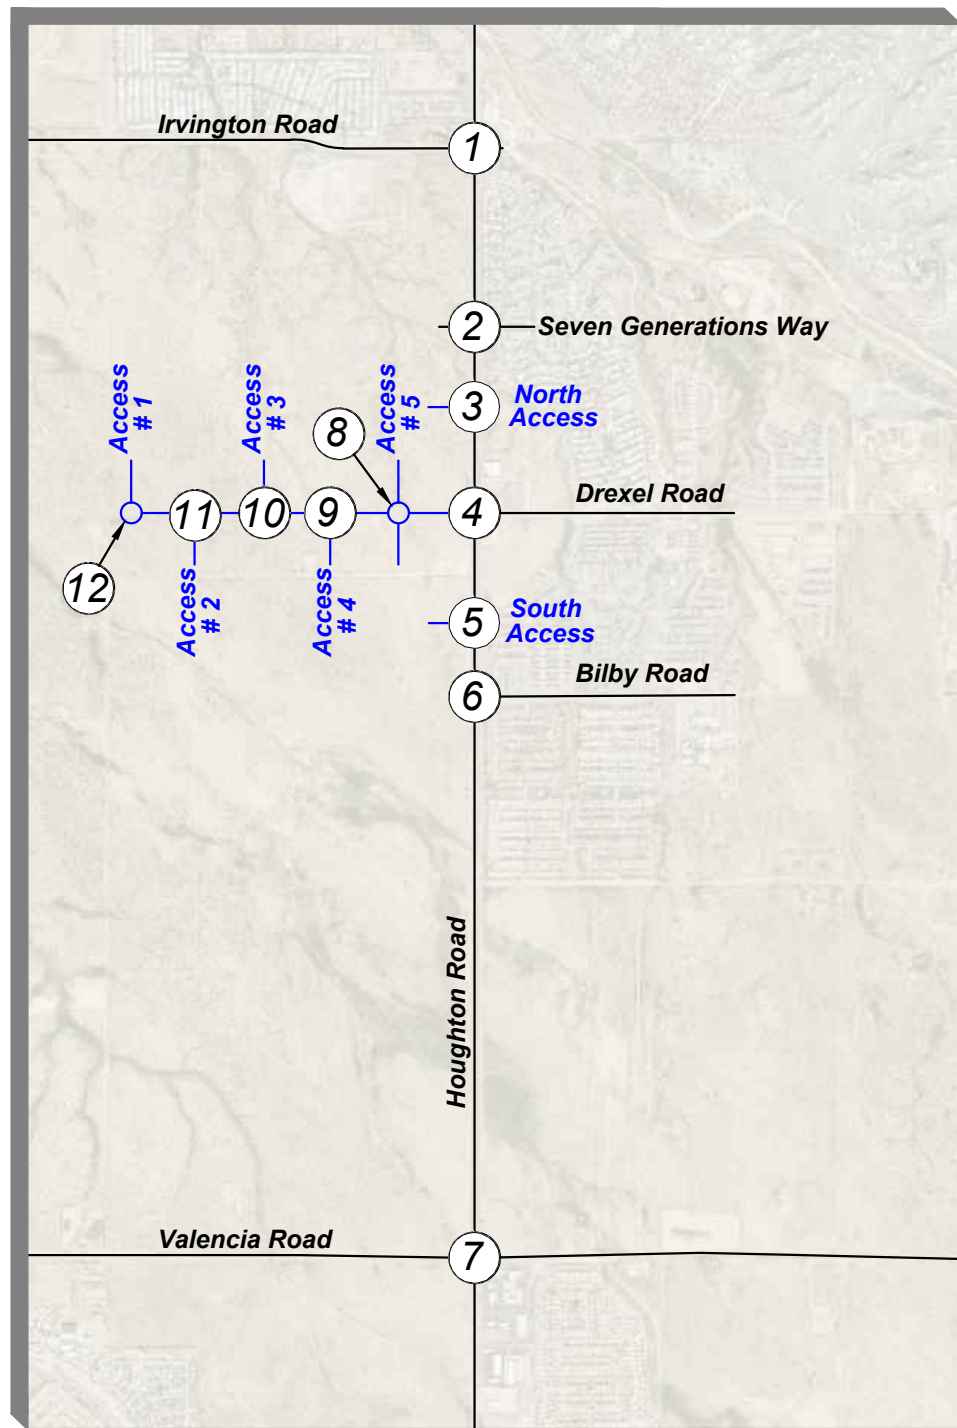 Irvington Road
1
2
Seven Generations Way
Access
# 1
Access
# 3
Access
# 5
3
North
Access
8
Drexel Road
11
10
9
4
12
Access
# 2
Access
# 4
5
South
Access
Bilby Road
6
Houghton Road
Valencia Road
7